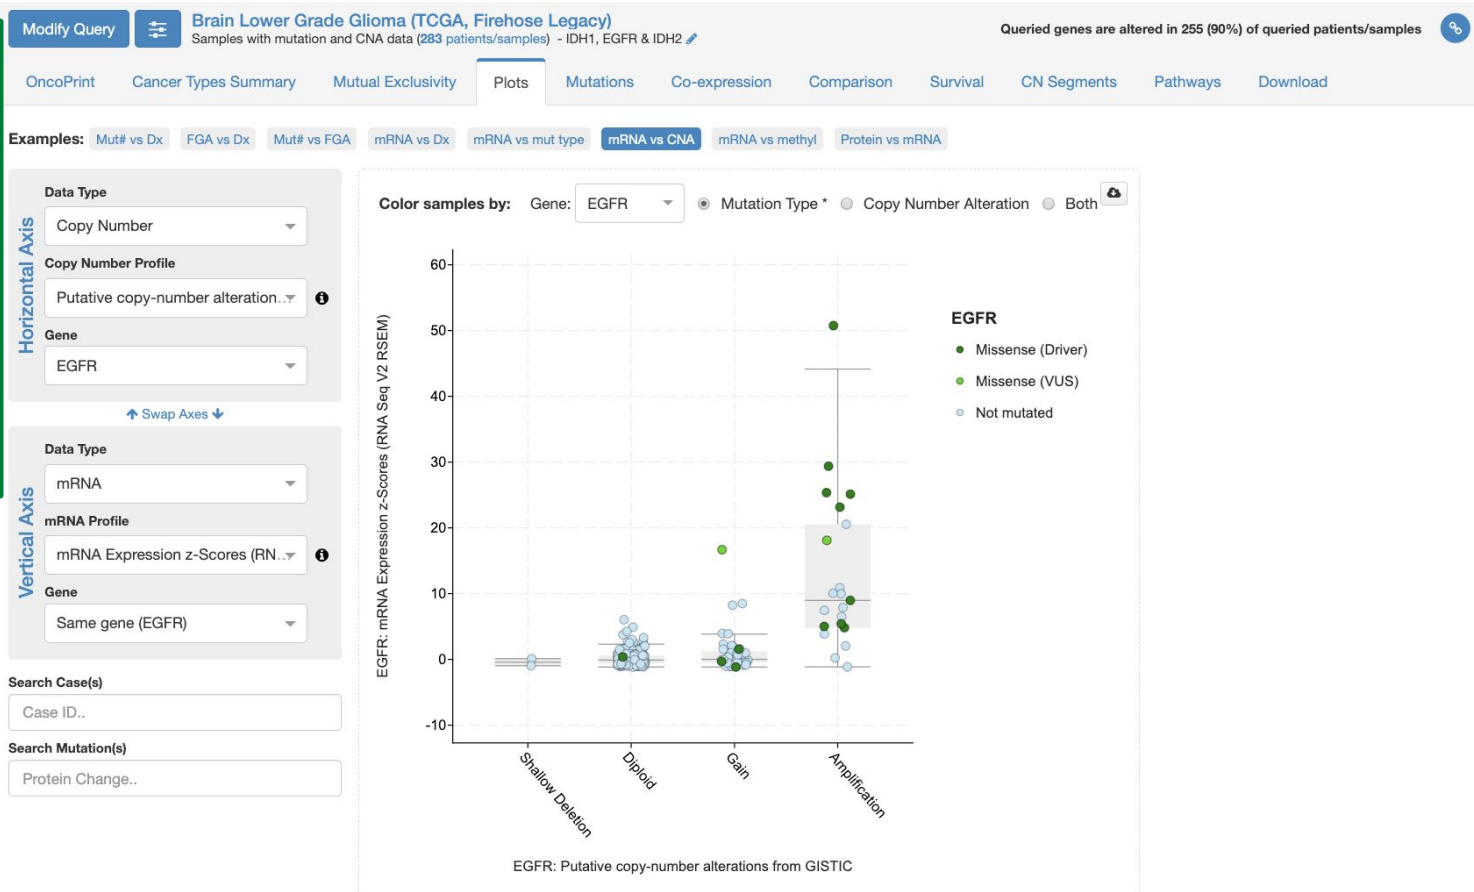 Modify Query
Brain Lower Grade Glioma (TCGA, Firehose Legacy)
Samples with mutation and CNA data (283 patients/samples) - IDH1, EGFR & IDH2
Queried genes are altered in 255 (90%) of queried patients/samples
OncoPrint Cancer Types Summary Mutual Exclusivity Plots Mutations Co-expression Comparison Survival CN Segments Pathways Download
Examples: Mut# vs Dx FGA vs Dx Mut# vs FGA mRNA vs Dx mRNA vs mut type mRNA vs CNA mRNA vs methyl Protein vs mRNA
Horizontal Axis
Data Type
Copy Number
Copy Number Profile
Putative copy-number alteration...
Gene
EGFR
Swap Axes
Vertical Axis
Data Type
mRNA
mRNA Profile
mRNA Expression z-Scores (RN...
Gene
Same gene (EGFR)
Search Case(s)
Case ID..
Search Mutation(s)
Protein Change..
Color samples by: Gene: EGFR Mutation Type * Copy Number Alteration Both
EGFR: mRNA Expression z-Scores (RNA Seq V2 RSEM)
60
50
40
30
20
10
0
-10
Shallow Deletion
Diploid
Gain
Amplification
EGFR: Putative copy-number alterations from GISTIC
EGFR
Missense (Driver)
Missense (VUS)
Not mutated